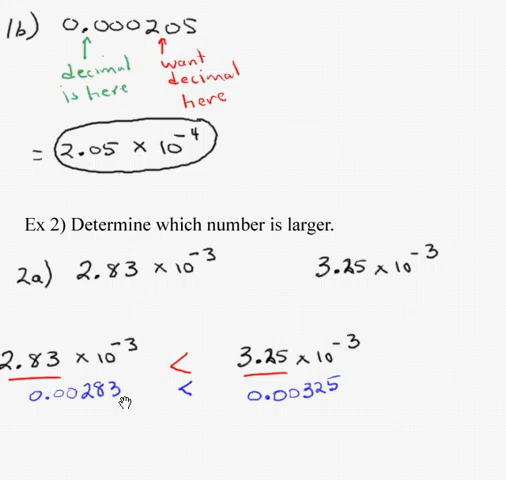 1b) 0.000205
decimal is here
want decimal here
= 2.05 × 10⁻⁴
Ex 2) Determine which number is larger.
2a) 2.83 × 10⁻³ 3.25 × 10⁻³
2.83 × 10⁻³ < 3.25 × 10⁻³
0.00283 < 0.00325